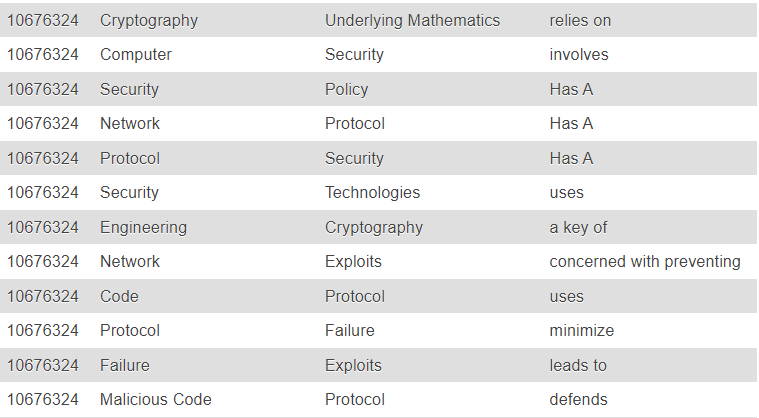 10676324 Cryptography Underlying Mathematics relies on
10676324 Computer Security involves
10676324 Security Policy Has A
10676324 Network Protocol Has A
10676324 Protocol Security Has A
10676324 Security Technologies uses
10676324 Engineering Cryptography a key of
10676324 Network Exploits concerned with preventing
10676324 Code Protocol uses
10676324 Protocol Failure minimize
10676324 Failure Exploits leads to
10676324 Malicious Code Protocol defends